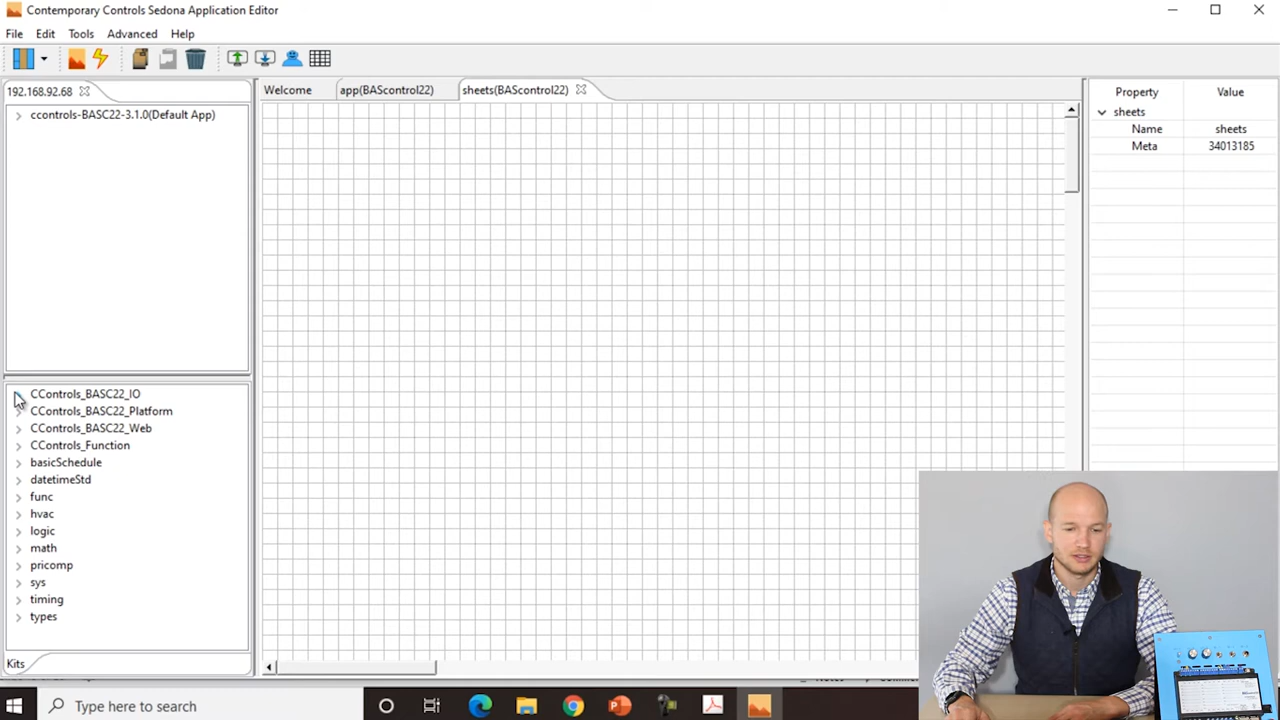 Contemporary Controls Sedona Application Editor
File Edit Tools Advanced Help
192.168.92.68
ccontrols-BASC22-3.1.0(Default App)
Welcome
app(BAScontrol22)
sheets(BAScontrol22)
Property Value
sheets
Name sheets
Meta 34013185
CControls_BASC22_IO
CControls_BASC22_Platform
CControls_BASC22_Web
CControls_Function
basicSchedule
datetimeStd
func
hvac
logic
math
pricomp
sys
timing
types
Kits
Type here to search